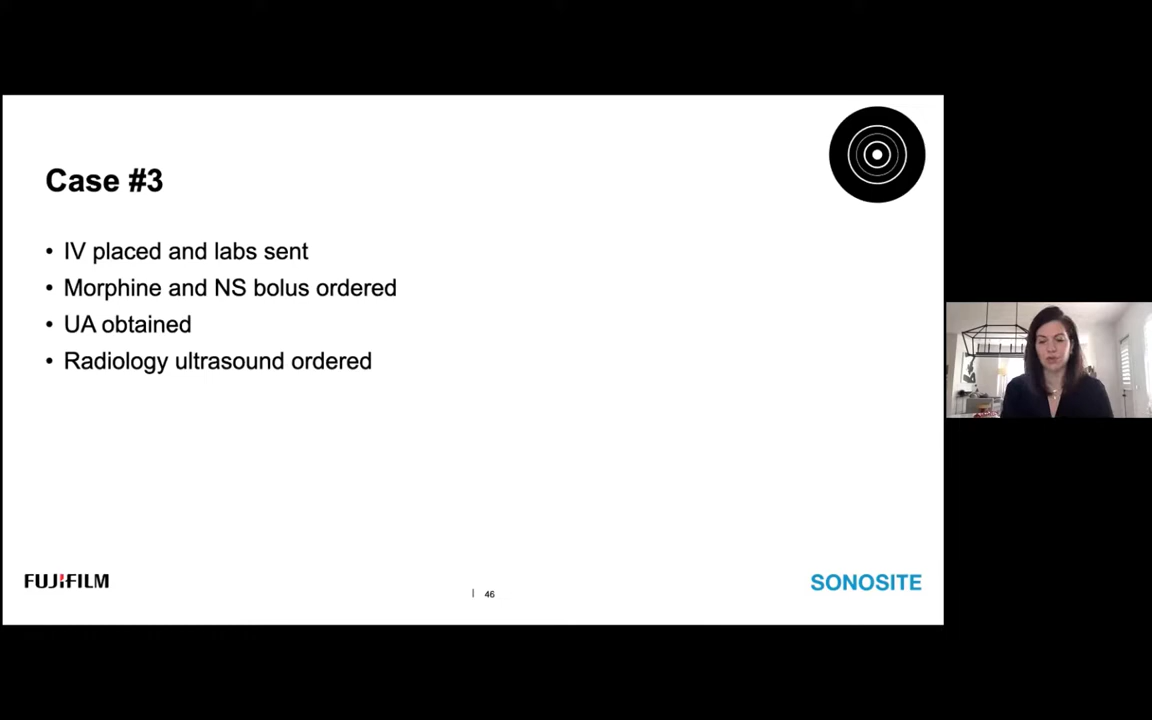 Case #3
• IV placed and labs sent
• Morphine and NS bolus ordered
• UA obtained
• Radiology ultrasound ordered
FUJIFILM
| 46
SONOSITE